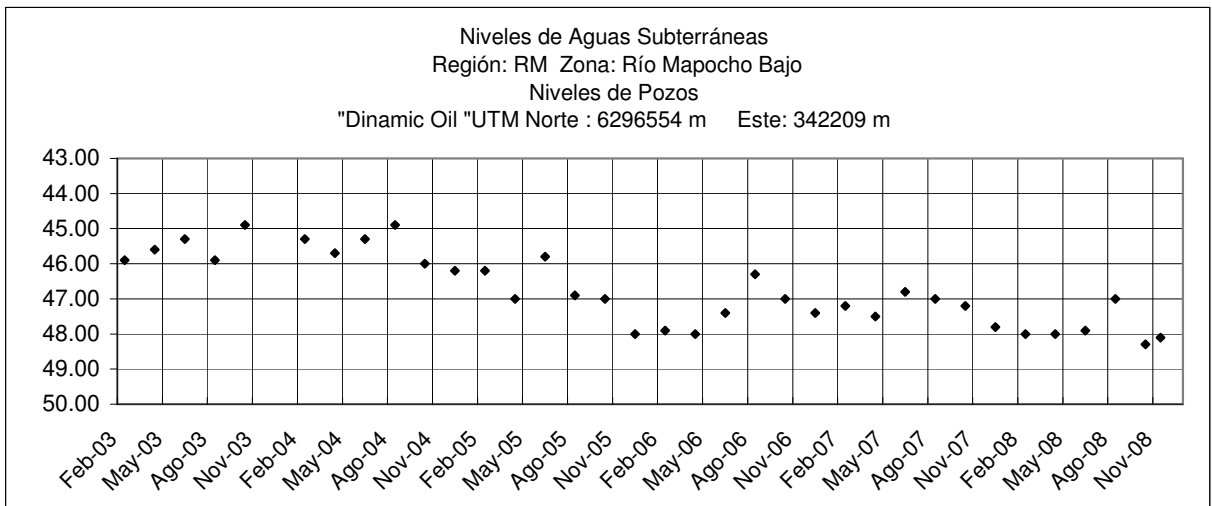 Niveles de Aguas Subterráneas
Región: RM  Zona: Río Mapocho Bajo
Niveles de Pozos
"Dinamic Oil "UTM Norte : 6296554 m     Este: 342209 m
43.00
44.00
45.00
46.00
47.00
48.00
49.00
50.00
Feb-03
May-03
Ago-03
Nov-03
Feb-04
May-04
Ago-04
Nov-04
Feb-05
May-05
Ago-05
Nov-05
Feb-06
May-06
Ago-06
Nov-06
Feb-07
May-07
Ago-07
Nov-07
Feb-08
May-08
Ago-08
Nov-08